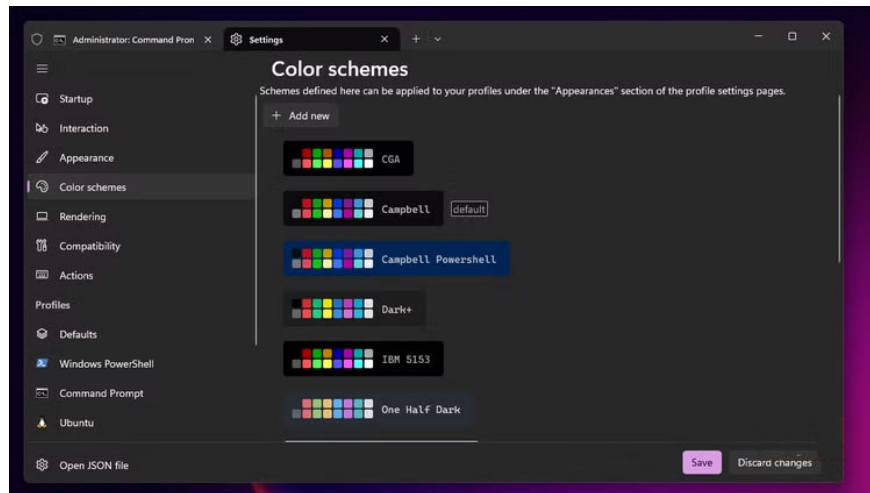 Administrator: Command Pron
Settings
Color schemes
Schemes defined here can be applied to your profiles under the "Appearances" section of the profile settings pages.
+ Add new
Startup
Interaction
Appearance
Color schemes
Rendering
Compatibility
Actions
Profiles
Defaults
Windows PowerShell
Command Prompt
Ubuntu
Open JSON file
CGA
Campbell default
Campbell Powershell
Dark+
IBM 5153
One Half Dark
Save
Discard changes